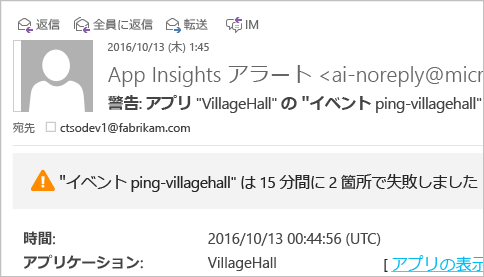 返信 全員に返信 転送 IM
2016/10/13 (木) 1:45
App Insights アラート <ai-noreply@micr
警告: アプリ "VillageHall" の "イベント ping-villagehall"
宛先 ctsodev1@fabrikam.com
"イベント ping-villagehall" は 15 分間に 2 箇所で失敗しました
時間: 2016/10/13 00:44:56 (UTC)
アプリケーション: VillageHall [ アプリの表示